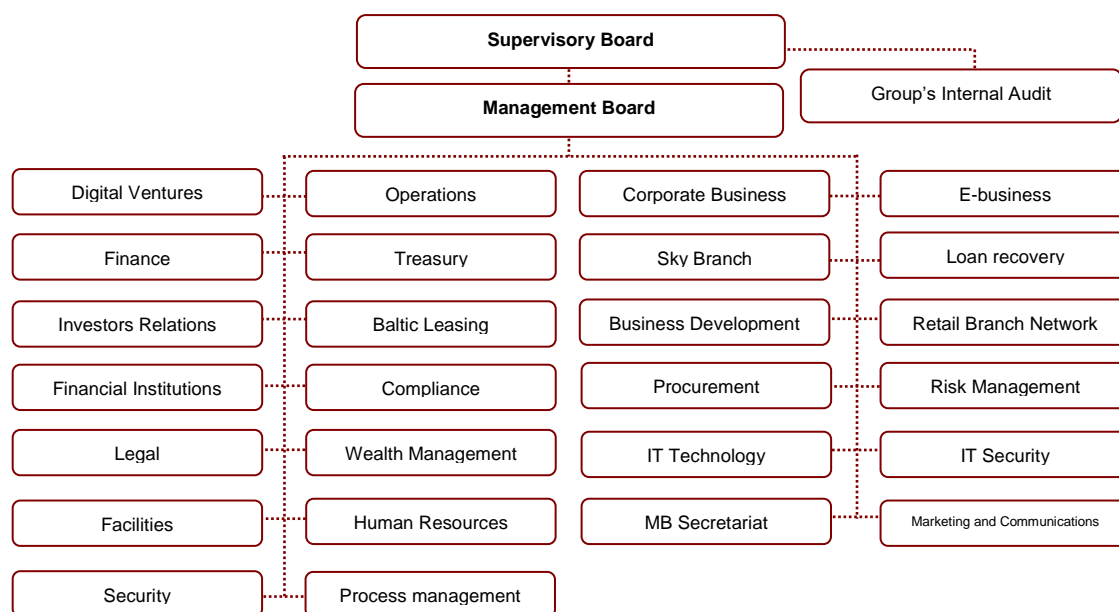 Supervisory Board
Group’s Internal Audit
Management Board
Digital Ventures
Operations
Corporate Business
E-business
Finance
Treasury
Sky Branch
Loan recovery
Investors Relations
Baltic Leasing
Business Development
Retail Branch Network
Financial Institutions
Compliance
Procurement
Risk Management
Legal
Wealth Management
IT Technology
IT Security
Facilities
Human Resources
MB Secretariat
Marketing and Communications
Security
Process management